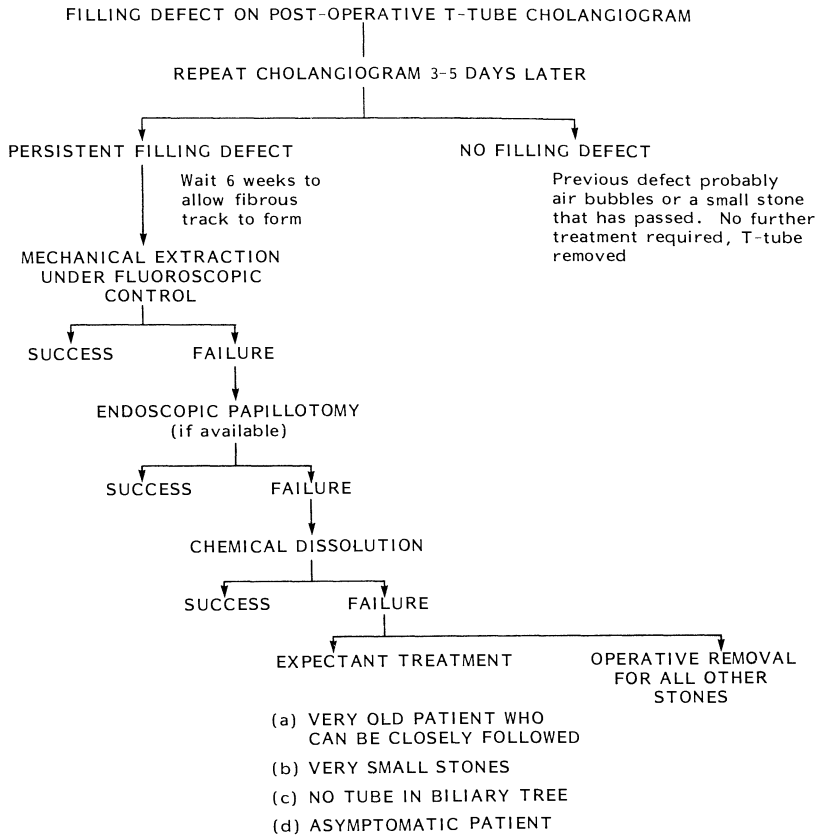 FILLING DEFECT ON POST-OPERATIVE T-TUBE CHOLANGIOGRAM
REPEAT CHOLANGIOGRAM 3-5 DAYS LATER
PERSISTENT FILLING DEFECT
NO FILLING DEFECT
Wait 6 weeks to
allow fibrous
track to form
Previous defect probably
air bubbles or a small stone
that has passed. No further
treatment required, T-tube
removed
MECHANICAL EXTRACTION
UNDER FLUOROSCOPIC
CONTROL
SUCCESS
FAILURE
ENDOSCOPIC PAPILLOTOMY
(if available)
SUCCESS
FAILURE
CHEMICAL DISSOLUTION
SUCCESS
FAILURE
EXPECTANT TREATMENT
OPERATIVE REMOVAL
FOR ALL OTHER
STONES
(a) VERY OLD PATIENT WHO
CAN BE CLOSELY FOLLOWED
(b) VERY SMALL STONES
(c) NO TUBE IN BILIARY TREE
(d) ASYMPTOMATIC PATIENT